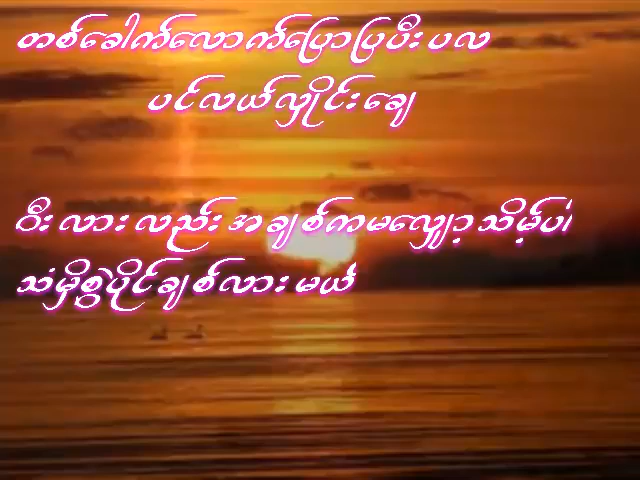 တစ်ခေါက်လောက်ပြောပြပီးပလ
ပင်လယ်လှိုင်းချေ
ဝီးလားလည်းအချစ်ကမလျှော့သိမ့်ပါ
သံမှိစွဲပိုင်ချစ်လားမယ်